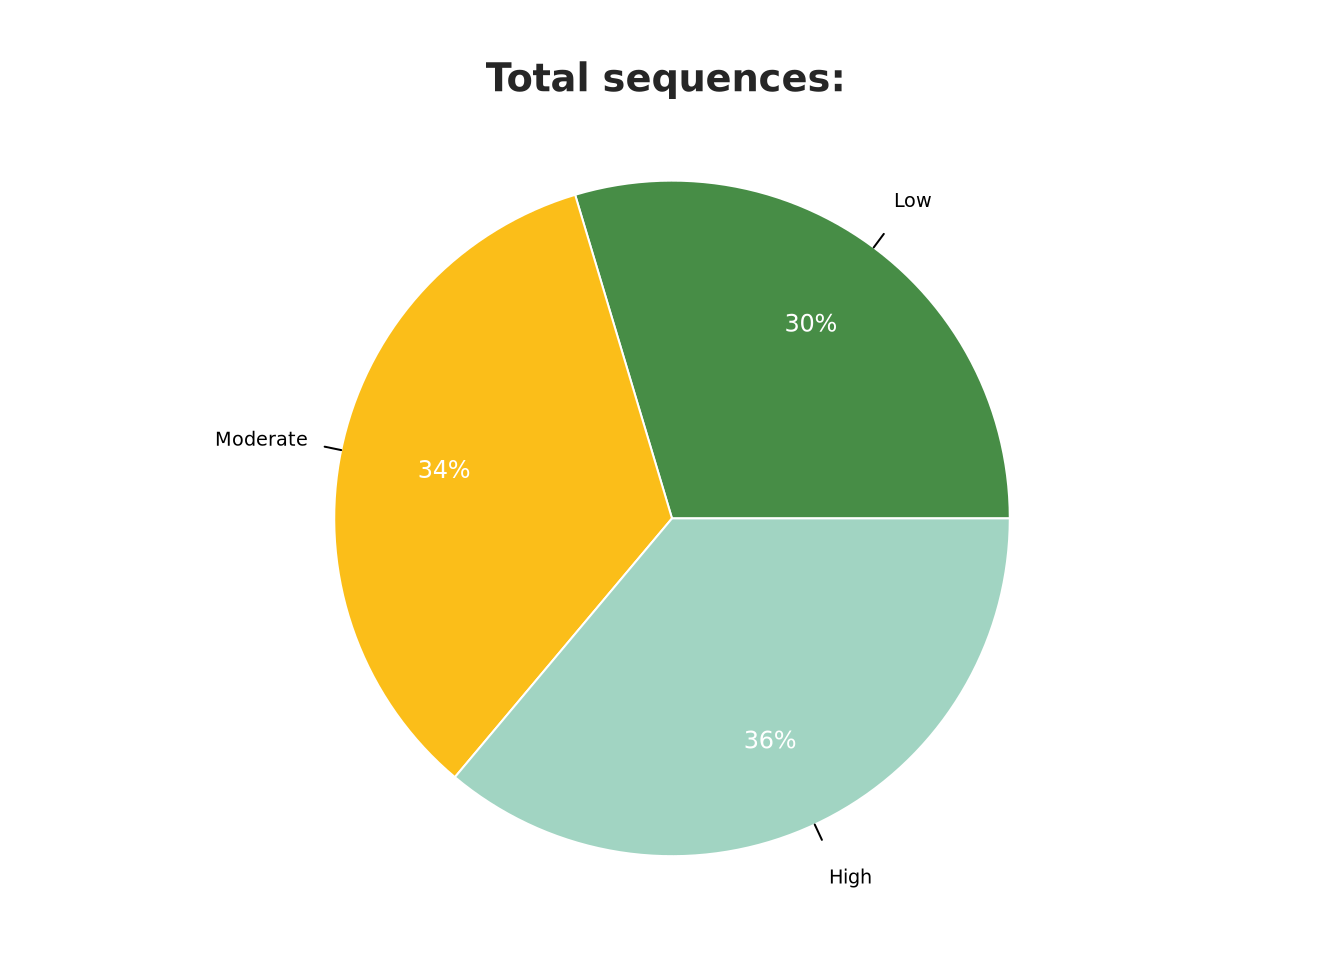 Total sequences:
Low
30%
Moderate
34%
36%
High